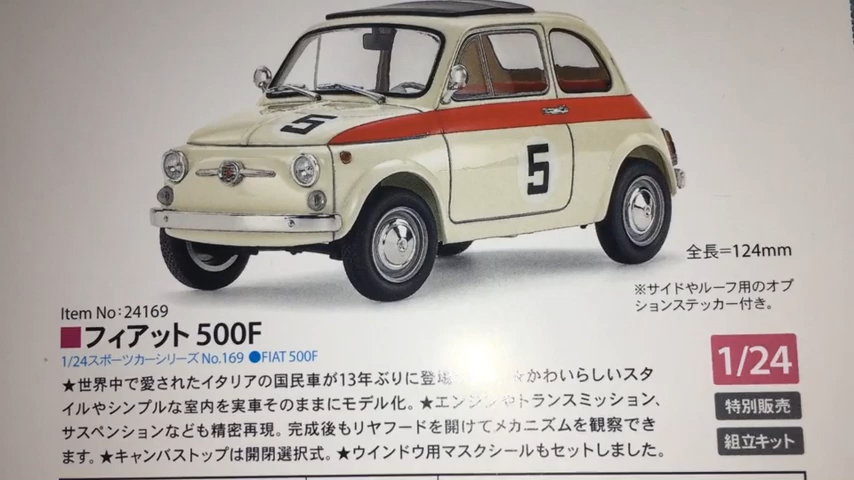 5
5
全長=124mm
※サイドやルーフ用のオプ
ションステッカー付き。
Item No:24169
■フィアット 500F
1/24スポーツカーシリーズ No.169 ●FIAT 500F
★世界中で愛されたイタリアの国民車が13年ぶりに登場 かわいらしいスタ
イルやシンプルな室内を実車そのままにモデル化。★エンジンやトランスミッション、
サスペンションなども精密再現。完成後もリヤフードを開けてメカニズムを観察でき
ます。★キャンバストップは開閉選択式。★ウインドウ用マスクシールもセットしました。
1/24
特別販売
組立キット